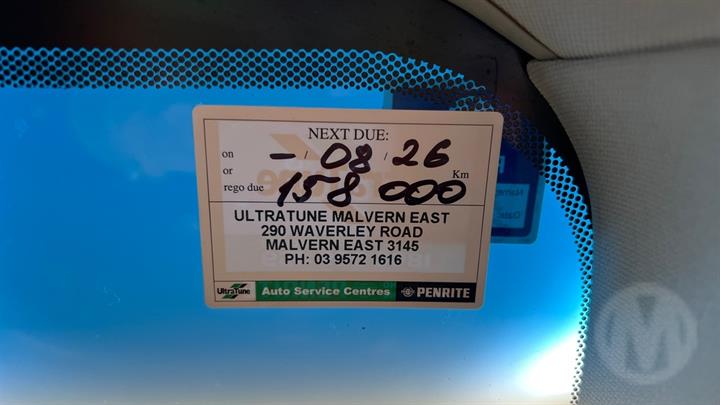 NEXT DUE:
on - / 08 / 26
or 158 000 Km
rego due
ULTRATUNE MALVERN EAST
290 WAVERLEY ROAD
MALVERN EAST 3145
PH: 03 9572 1616
UltraTune Auto Service Centres PENRITE
M